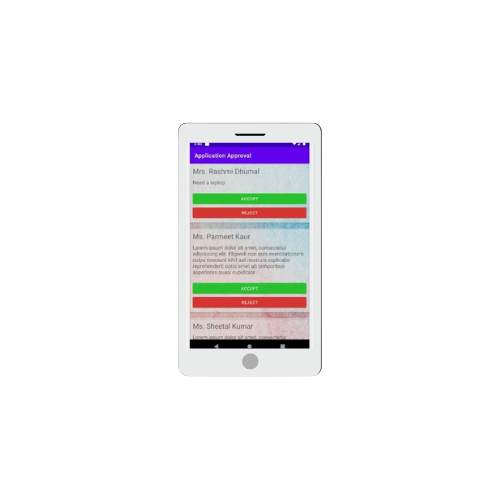 Application Approval
Mrs. Rashmi Dhumal
Need a laptop
ACCEPT
REJECT
Ms. Parmeet Kaur
Lorem ipsum dolor sit amet, consectetur
adipisicing elit. Eligendi non quis exercitationem
culpa nesciunt nihil aut nostrum explicabo
reprehenderit optio amet ab temporibus
asperiores quasi cupiditate.
ACCEPT
REJECT
Ms. Sheetal Kumar
Lorem ipsum dolor sit amet, consectetur